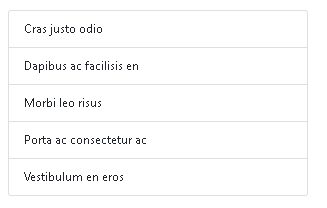 Cras justo odio
Dapibus ac facilisis en
Morbi leo risus
Porta ac consectetur ac
Vestibulum en eros